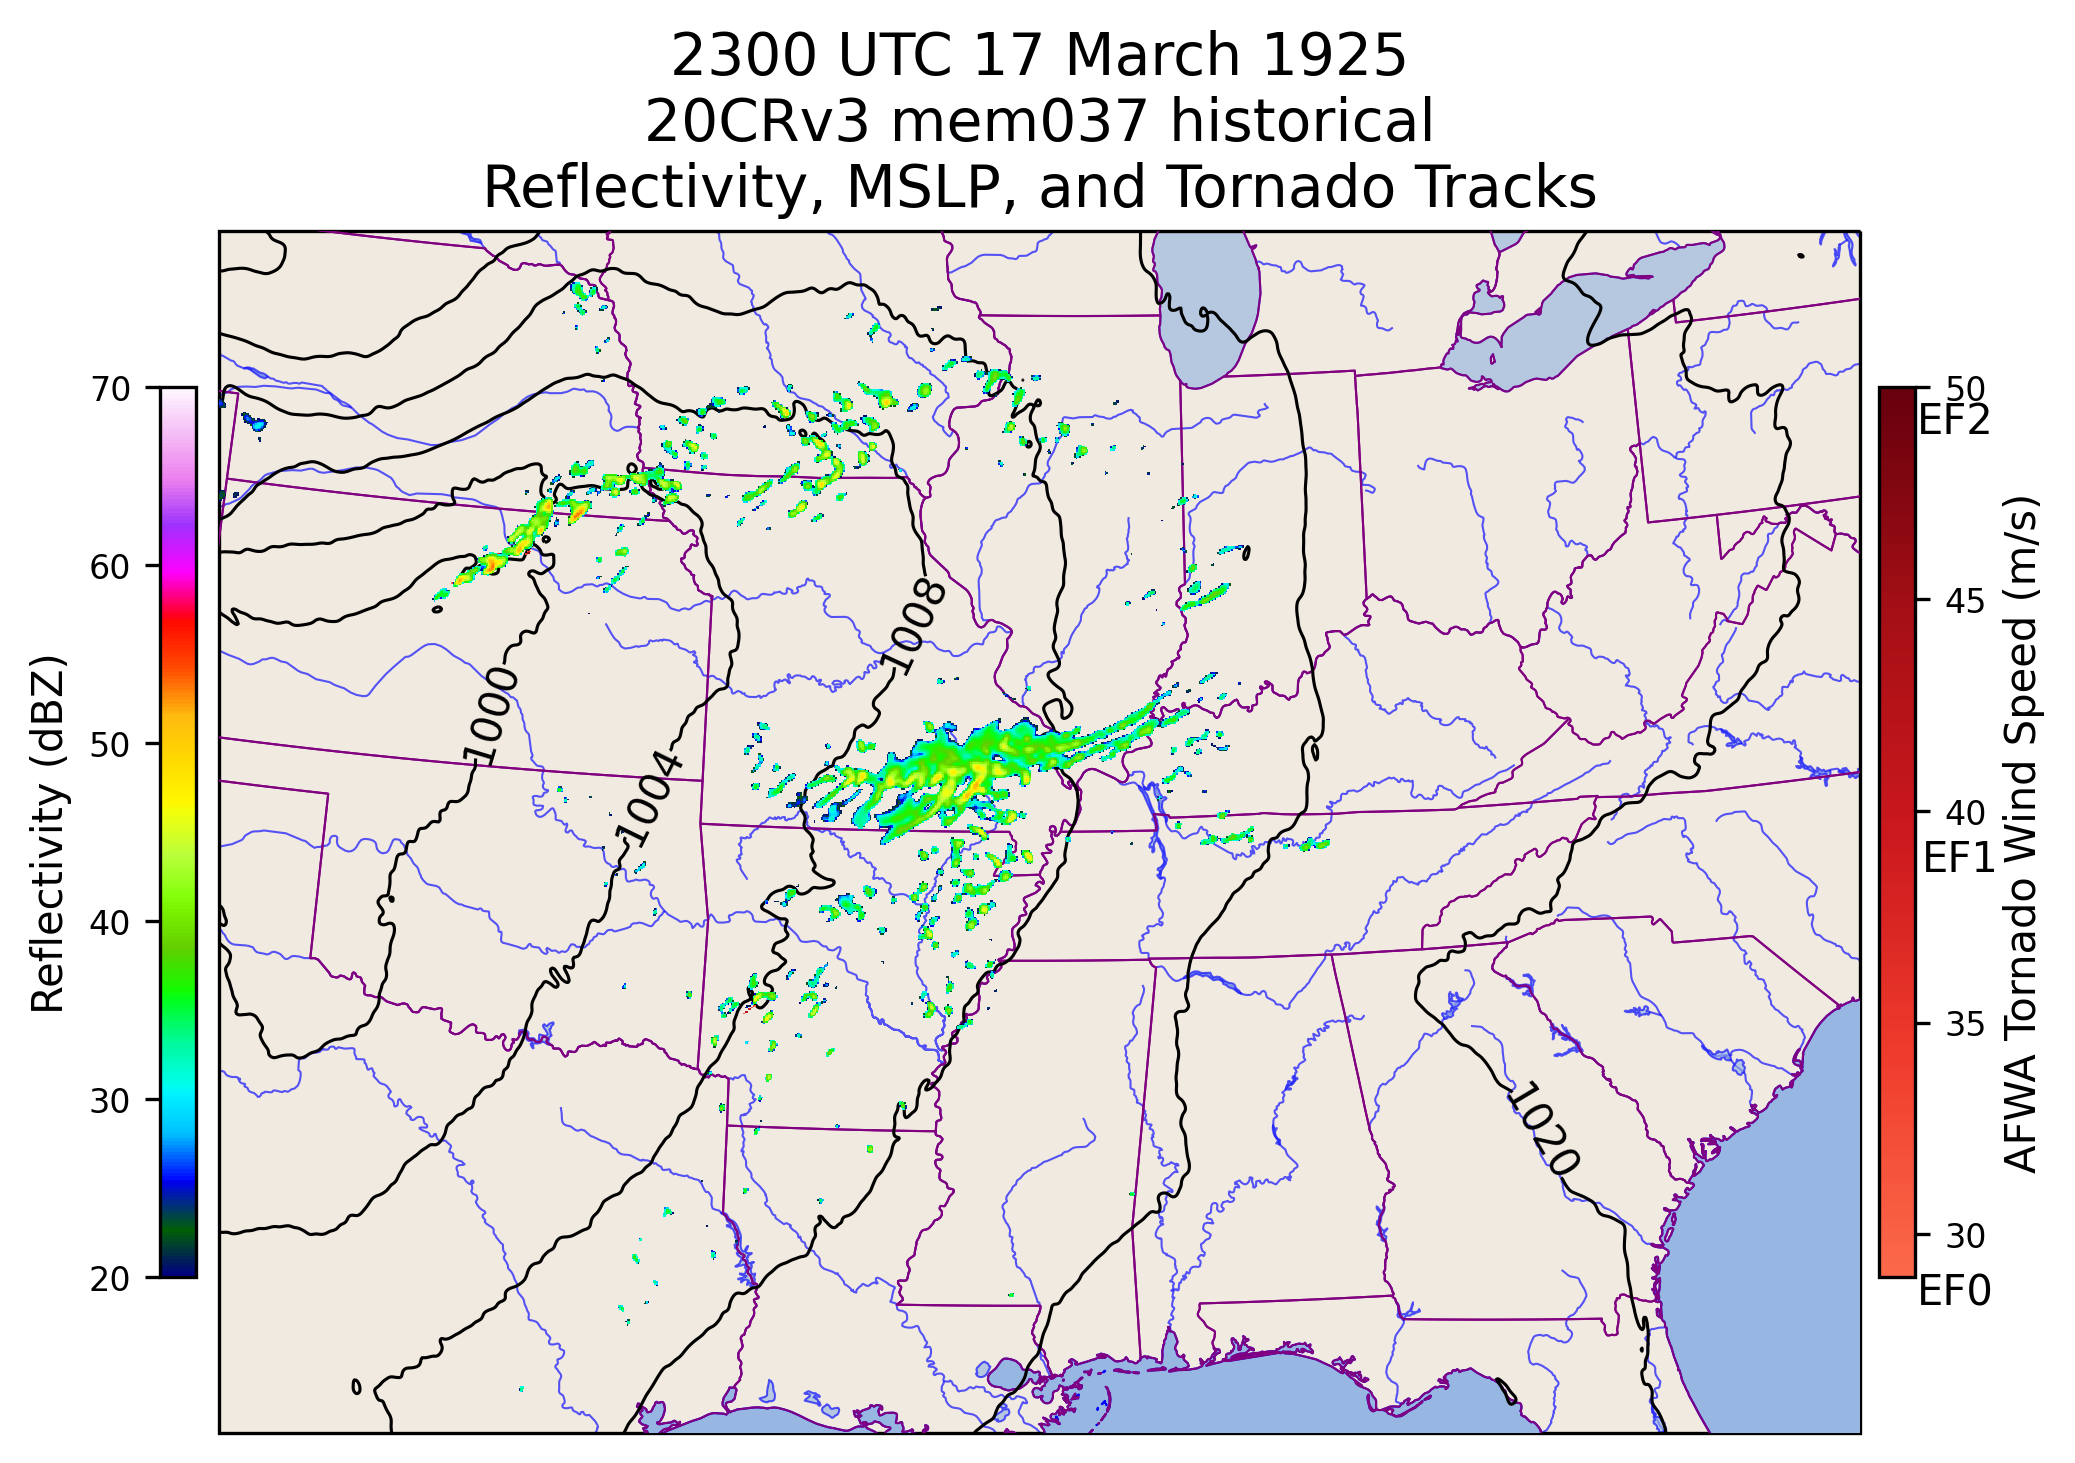 2300 UTC 17 March 1925
20CRv3 mem037 historical
Reflectivity, MSLP, and Tornado Tracks
Reflectivity (dBZ)
70
60
50
40
30
20
1000
1004
1008
1020
50
EF2
45
40
EF1
35
30
EF0
AFWA Tornado Wind Speed (m/s)